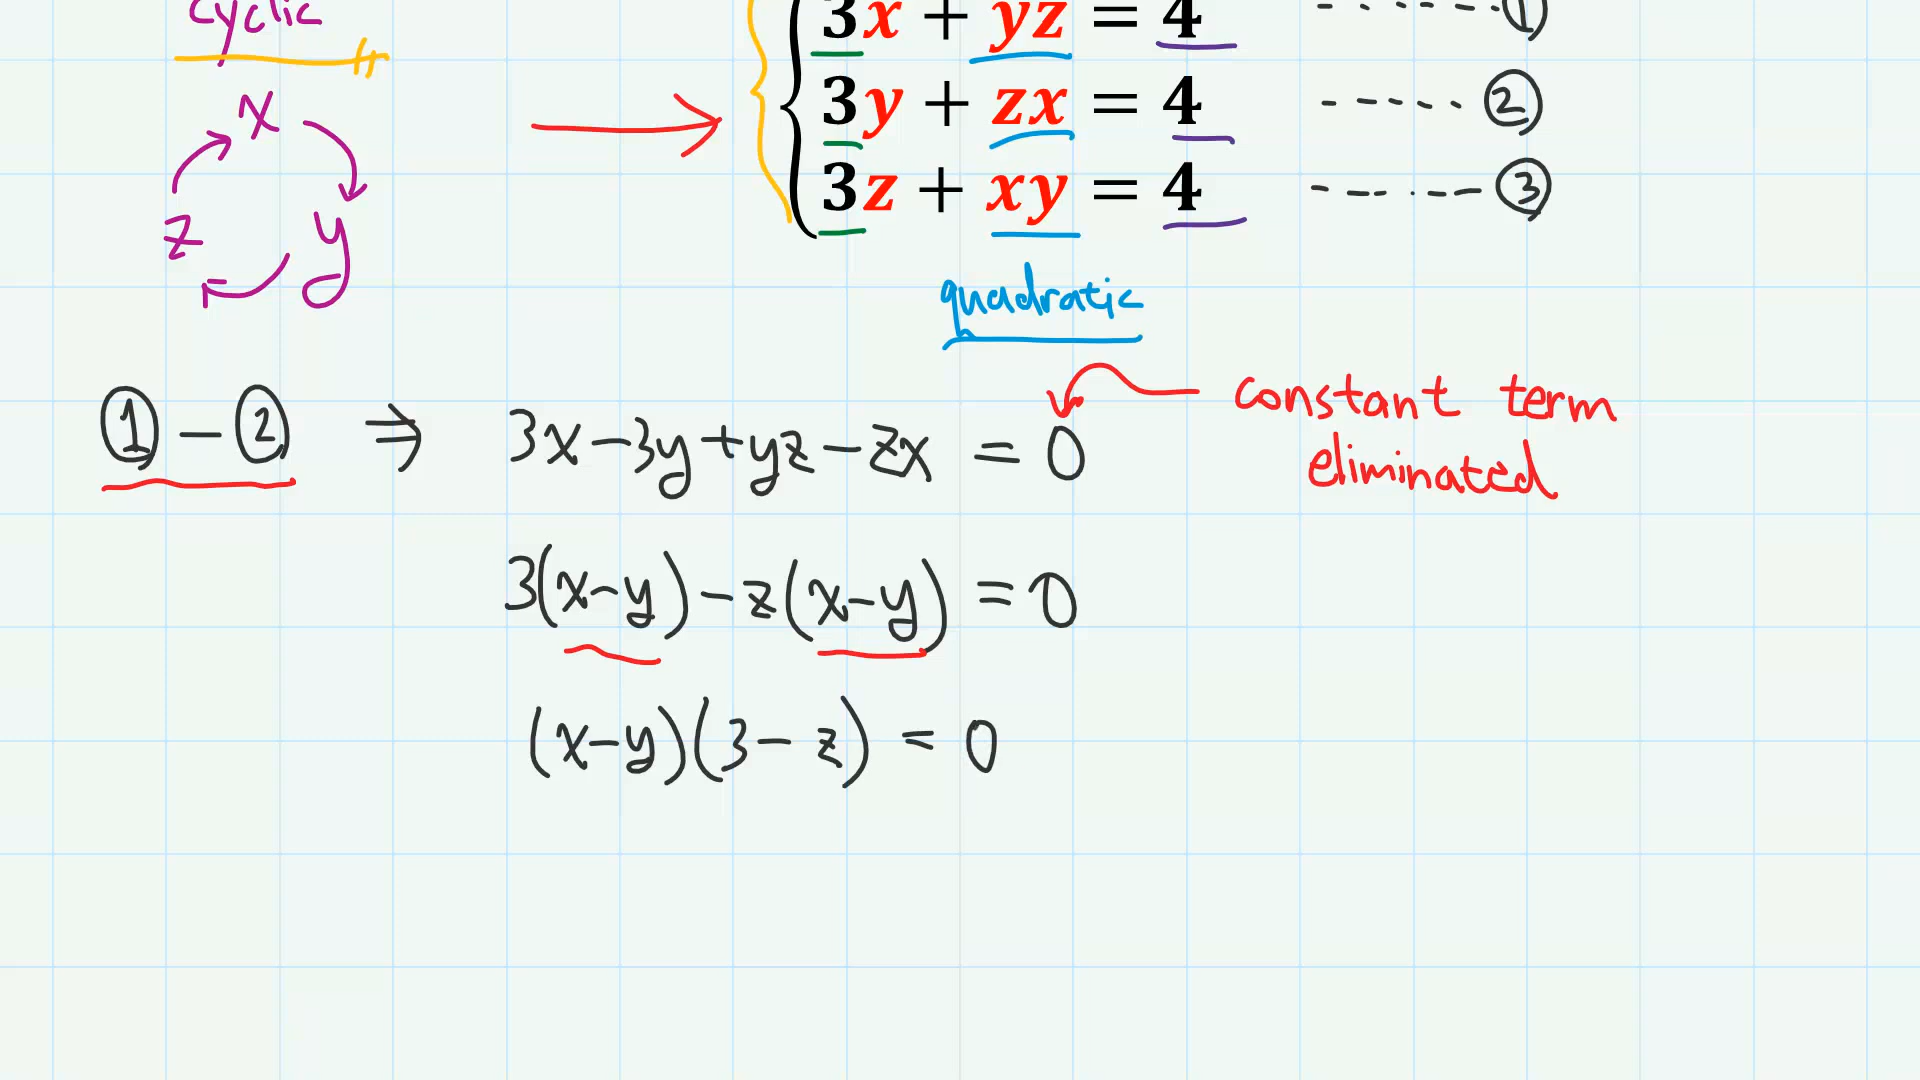 cyclic
x
y
z
3x + yz = 4 ------ ①
3y + zx = 4 ------ ②
3z + xy = 4 ------ ③
quadratic
① - ② ⇒ 3x - 3y + yz - zx = 0
constant term
eliminated
3(x-y) - z(x-y) = 0
(x-y)(3-z) = 0